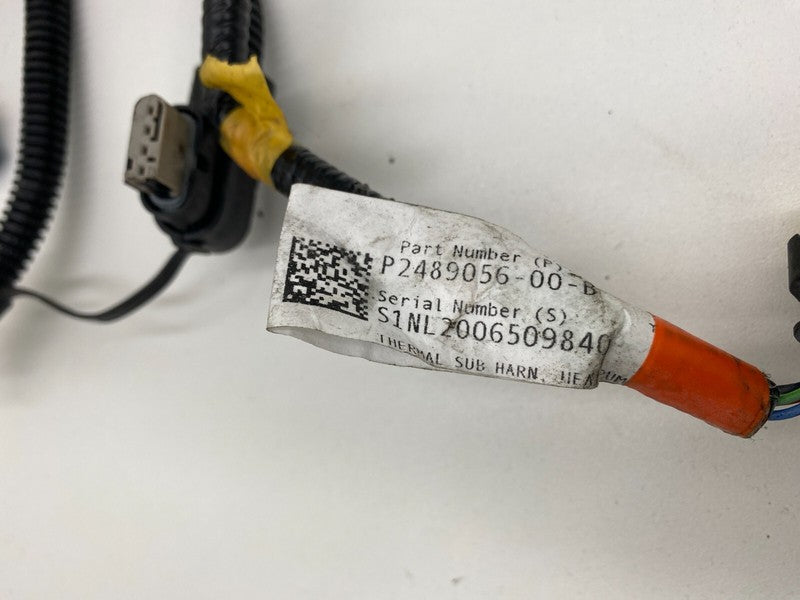 Part Number (P)
P2489056-00-B
Serial Number (S):
S1NL2006509840
THERMAL SUB HARN,